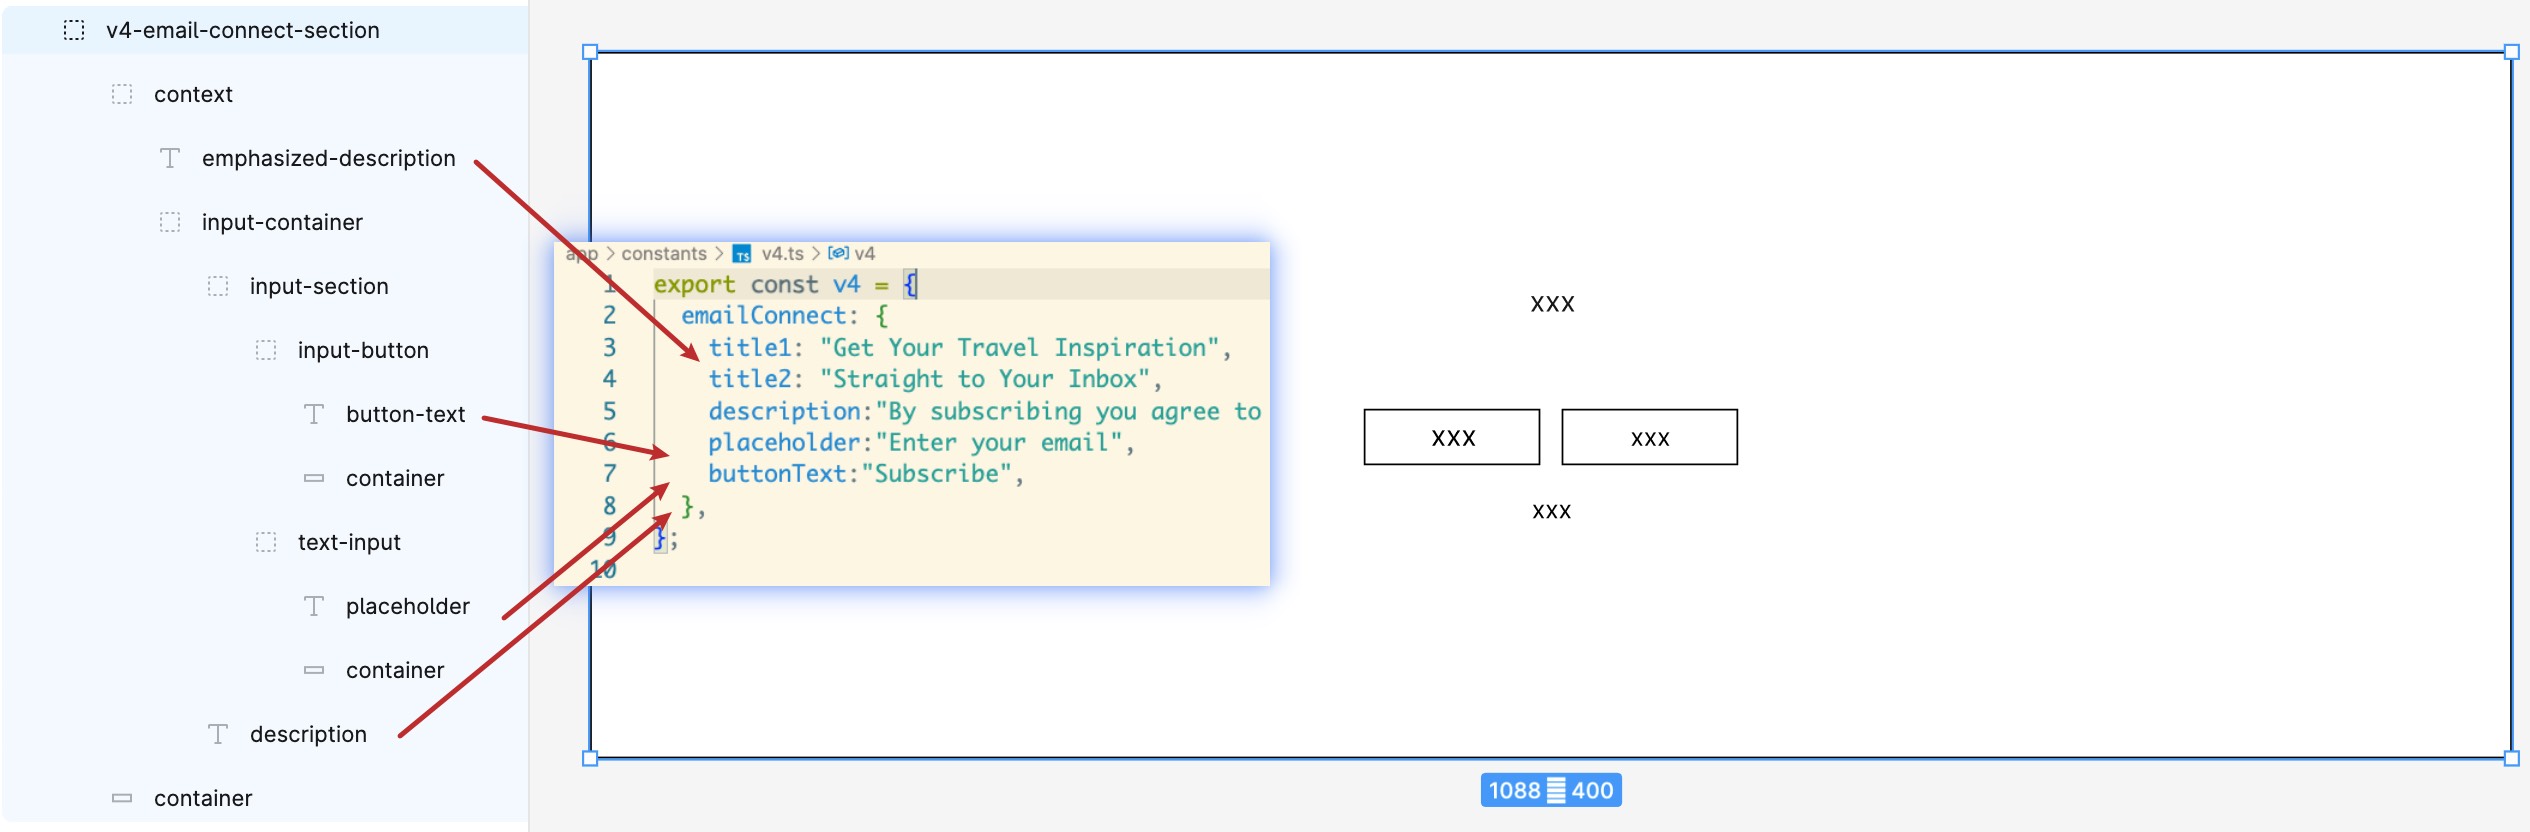 v4-email-connect-section
context
emphasized-description
input-container
input-section
input-button
button-text
container
text-input
placeholder
container
description
container
app > constants > TS v4.ts > v4
1 export const v4 = {
2 emailConnect: {
3 title1: "Get Your Travel Inspiration",
4 title2: "Straight to Your Inbox",
5 description:"By subscribing you agree to
6 placeholder:"Enter your email",
7 buttonText:"Subscribe",
8 },
9 };
10
xxx
xxx xxx
xxx
1088 400